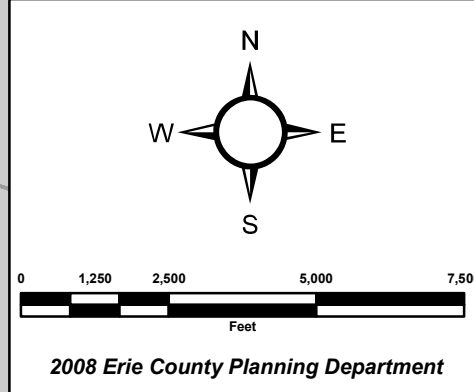 N
W E
S
0 1,250 2,500 5,000 7,50
Feet
2008 Erie County Planning Department